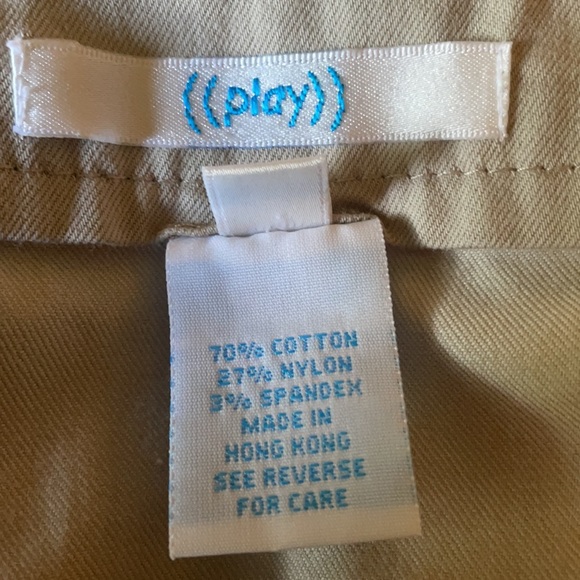 ((play))
70% COTTON
27% NYLON
3% SPANDEX
MADE IN
HONG KONG
SEE REVERSE
FOR CARE